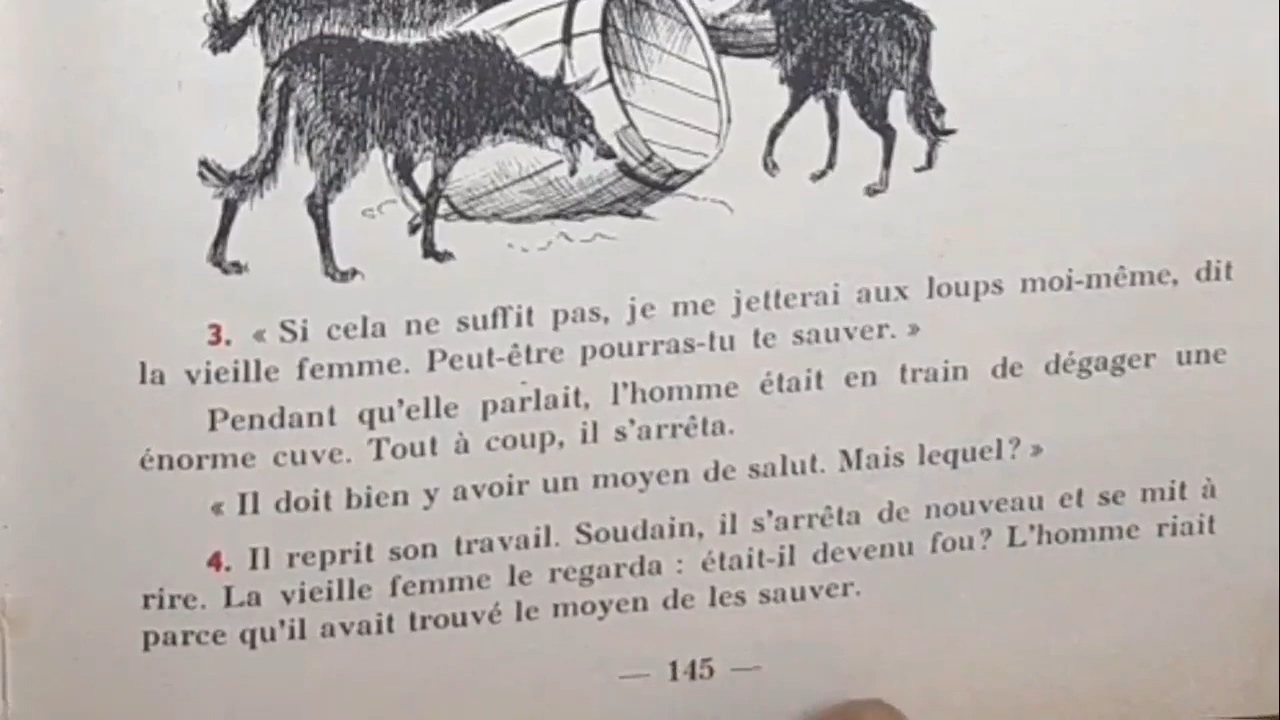 3. « Si cela ne suffit pas, je me jetterai aux loups moi-même, dit
la vieille femme. Peut-être pourras-tu te sauver. »
Pendant qu'elle parlait, l'homme était en train de dégager une
énorme cuve. Tout à coup, il s'arrêta.
« Il doit bien y avoir un moyen de salut. Mais lequel? »
4. Il reprit son travail. Soudain, il s'arrêta de nouveau et se mit à
rire. La vieille femme le regarda : était-il devenu fou? L'homme riait
parce qu'il avait trouvé le moyen de les sauver.
— 145 —